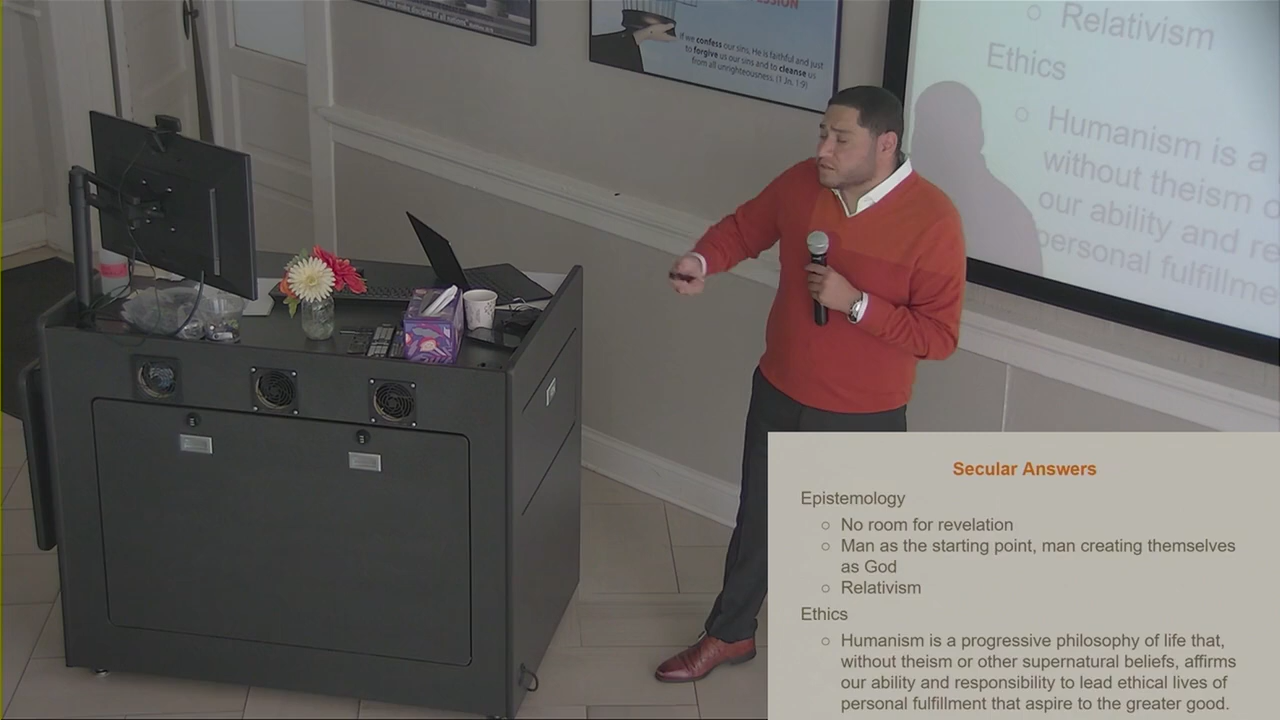 ESSION
If we confess our sins, He is faithful and just
to forgive us our sins and to cleanse us
from all unrighteousness. (1 Jn. 1:9)
○ Relativism
Ethics
○ Humanism is a
without theism o
our ability and re
personal fulfillme
Secular Answers
Epistemology
○ No room for revelation
○ Man as the starting point, man creating themselves
as God
○ Relativism
Ethics
○ Humanism is a progressive philosophy of life that,
without theism or other supernatural beliefs, affirms
our ability and responsibility to lead ethical lives of
personal fulfillment that aspire to the greater good.